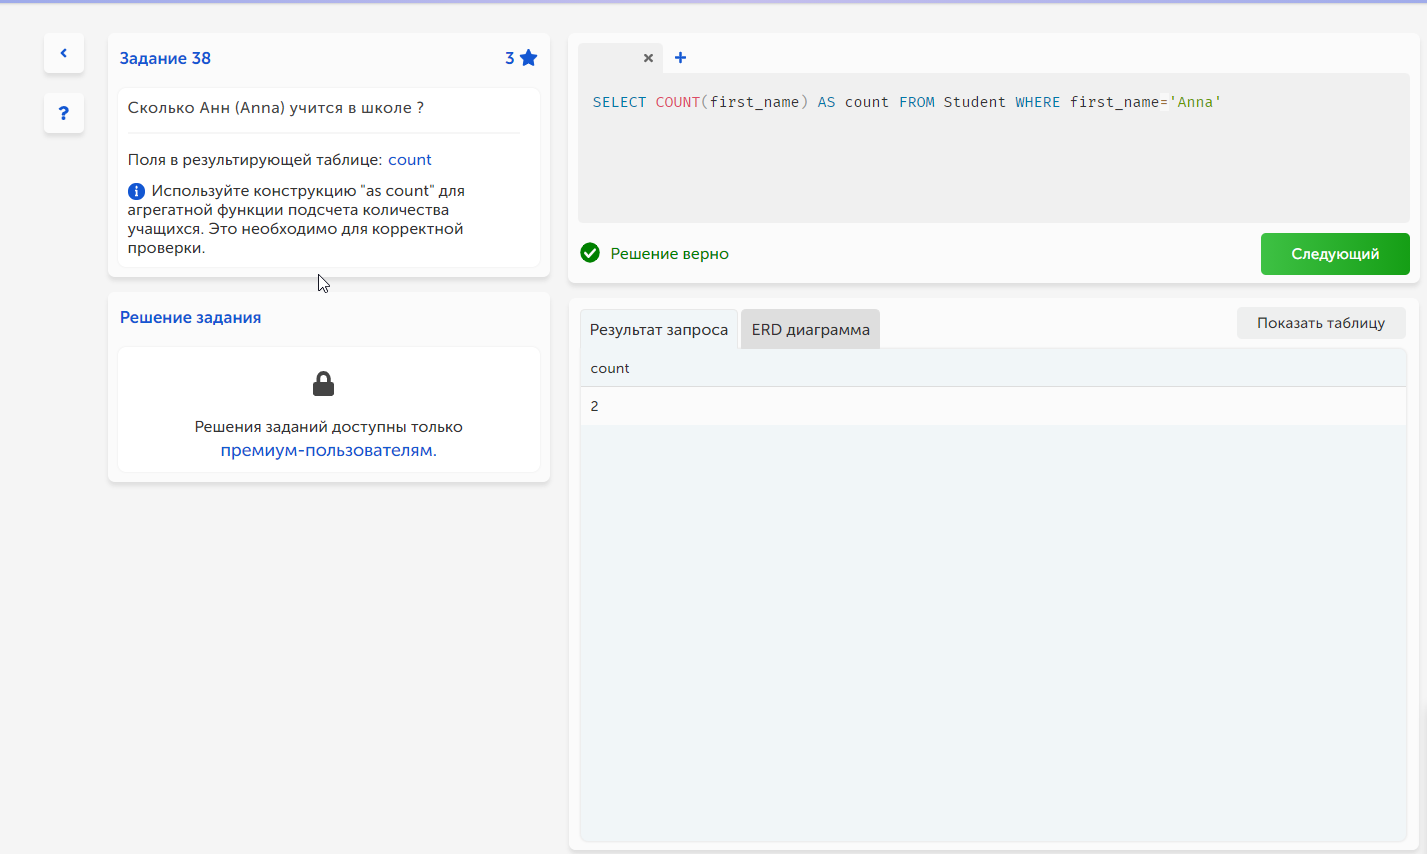 Задание 38
3
?
Сколько Анн (Anna) учится в школе ?
Поля в результирующей таблице: count
Используйте конструкцию "as count" для
агрегатной функции подсчета количества
учащихся. Это необходимо для корректной
проверки.
Решение задания
Решения заданий доступны только
премиум-пользователям.
SELECT COUNT(first_name) AS count FROM Student WHERE first_name='Anna'
Решение верно
Следующий
Результат запроса
ERD диаграмма
Показать таблицу
count
2